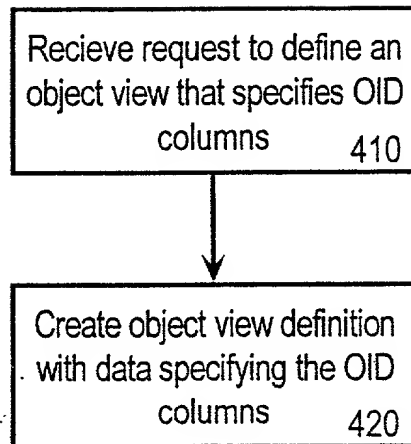 Recieve request to define an
object view that specifies OID
columns 410
Create object view definition
with data specifying the OID
columns 420